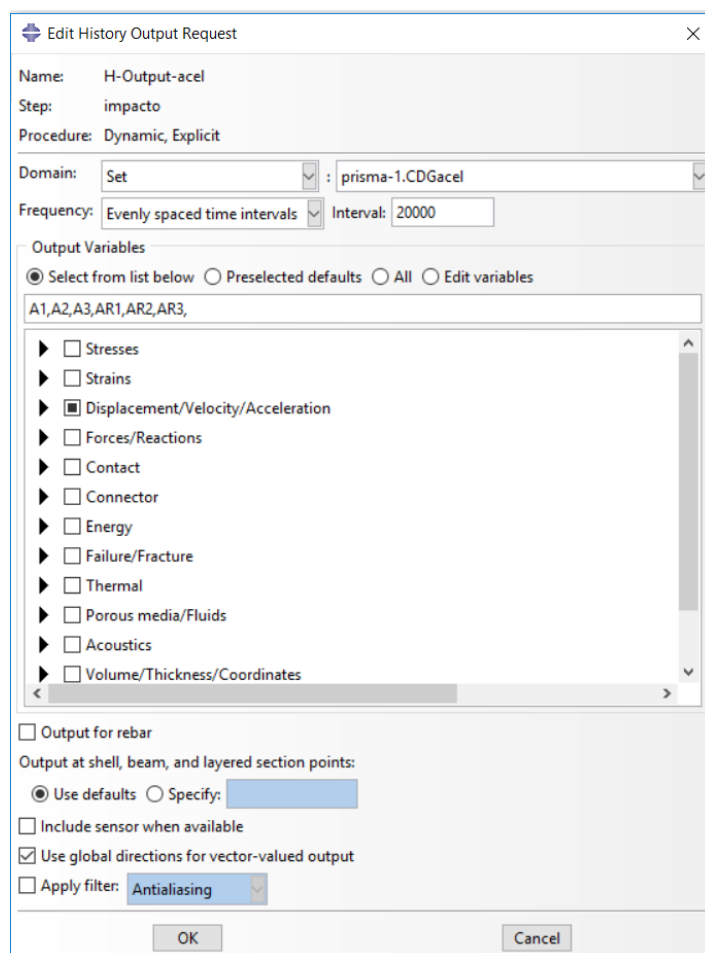 Edit History Output Request
Name: H-Output-acel
Step: impacto
Procedure: Dynamic, Explicit
Domain: Set : prisma-1.CDGacel
Frequency: Evenly spaced time intervals Interval: 20000
Output Variables
Select from list below Preselected defaults All Edit variables
A1,A2,A3,AR1,AR2,AR3,
Stresses
Strains
Displacement/Velocity/Acceleration
Forces/Reactions
Contact
Connector
Energy
Failure/Fracture
Thermal
Porous media/Fluids
Acoustics
Volume/Thickness/Coordinates
Output for rebar
Output at shell, beam, and layered section points:
Use defaults Specify:
Include sensor when available
Use global directions for vector-valued output
Apply filter: Antialiasing
OK Cancel